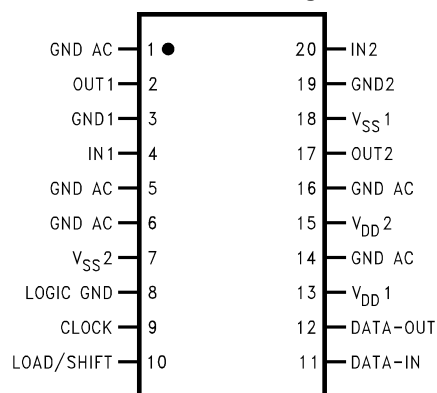 GND AC 1 20 IN2
OUT1 2 19 GND2
GND1 3 18 VSS1
IN1 4 17 OUT2
GND AC 5 16 GND AC
GND AC 6 15 VDD2
VSS2 7 14 GND AC
LOGIC GND 8 13 VDD1
CLOCK 9 12 DATA-OUT
LOAD/SHIFT 10 11 DATA-IN